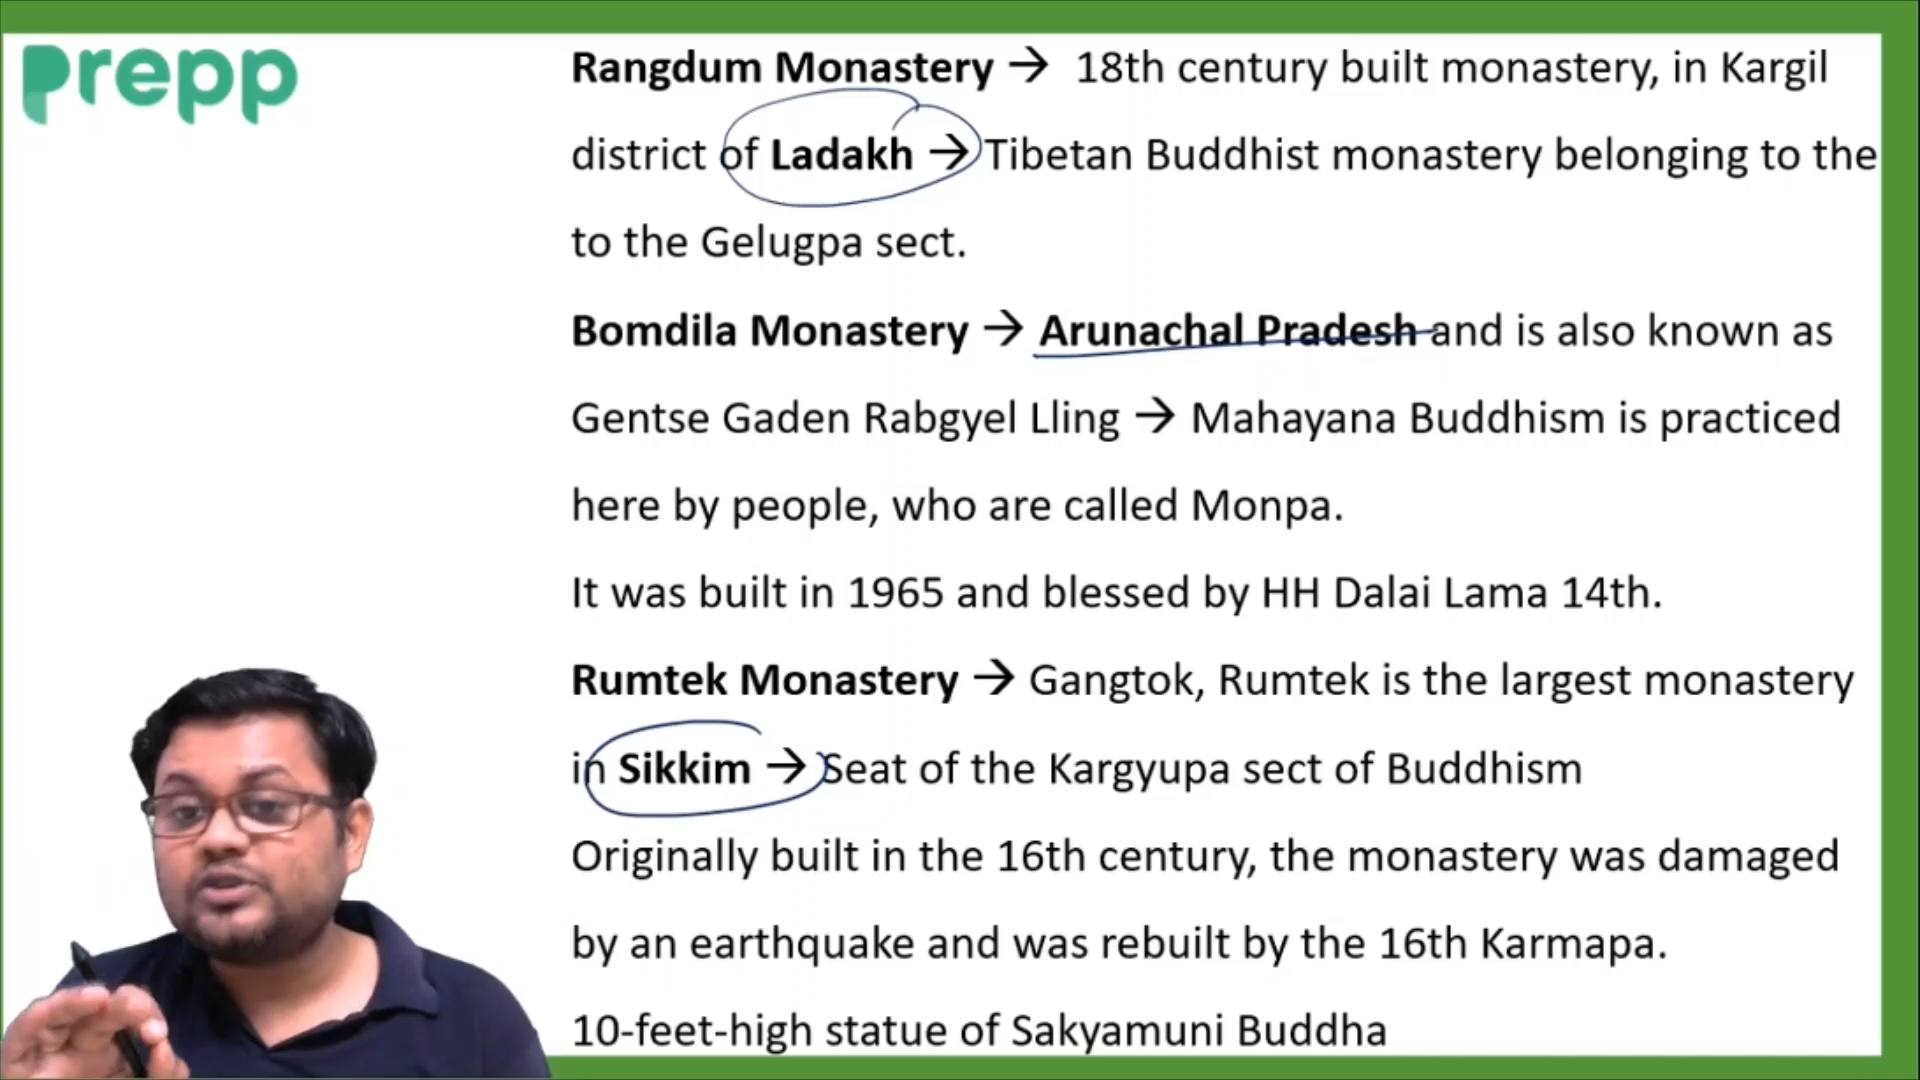 prepp
Rangdum Monastery → 18th century built monastery, in Kargil
district of Ladakh → Tibetan Buddhist monastery belonging to the
to the Gelugpa sect.
Bomdila Monastery → Arunachal Pradesh and is also known as
Gentse Gaden Rabgyel Lling → Mahayana Buddhism is practiced
here by people, who are called Monpa.
It was built in 1965 and blessed by HH Dalai Lama 14th.
Rumtek Monastery → Gangtok, Rumtek is the largest monastery
in Sikkim → Seat of the Kargyupa sect of Buddhism
Originally built in the 16th century, the monastery was damaged
by an earthquake and was rebuilt by the 16th Karmapa.
10-feet-high statue of Sakyamuni Buddha